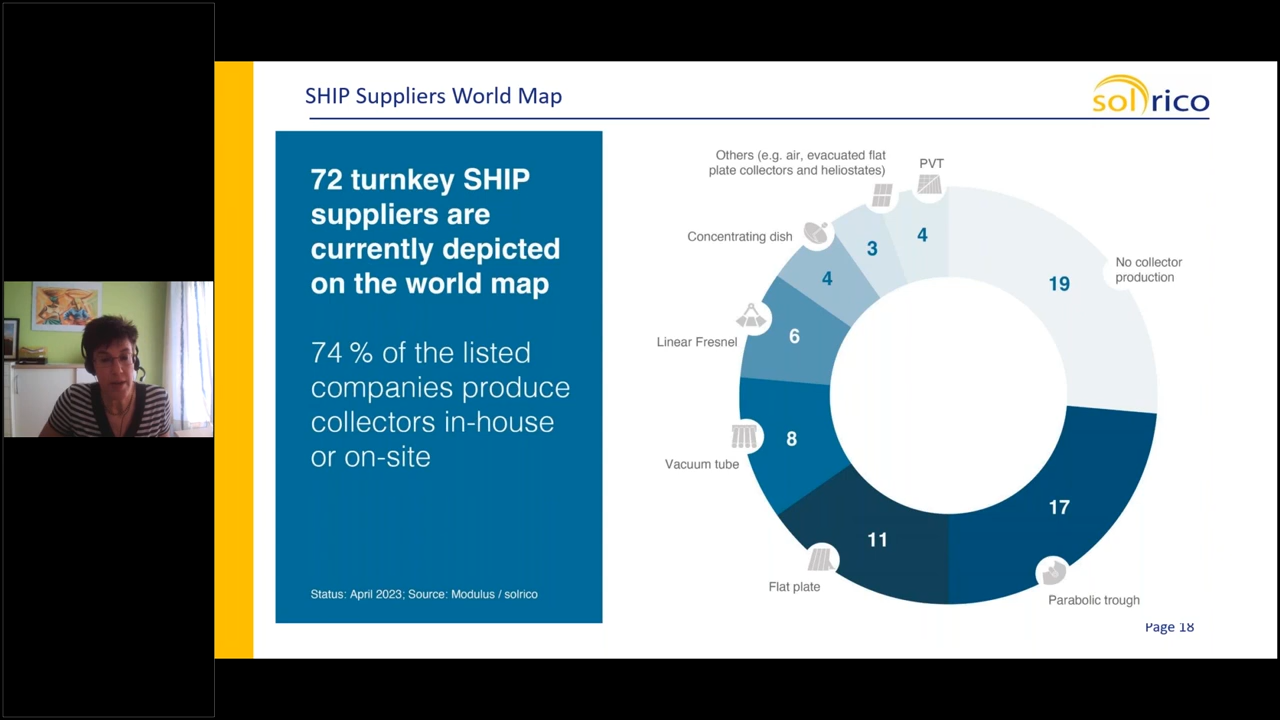 SHIP Suppliers World Map
solrico
72 turnkey SHIP
suppliers are
currently depicted
on the world map
74 % of the listed
companies produce
collectors in-house
or on-site
Status: April 2023; Source: Modulus / solrico
Others (e.g. air, evacuated flat
plate collectors and heliostates)
PVT
Concentrating dish
Linear Fresnel
Vacuum tube
Flat plate
Parabolic trough
No collector
production
4
3
4
6
8
11
17
19
Page 18